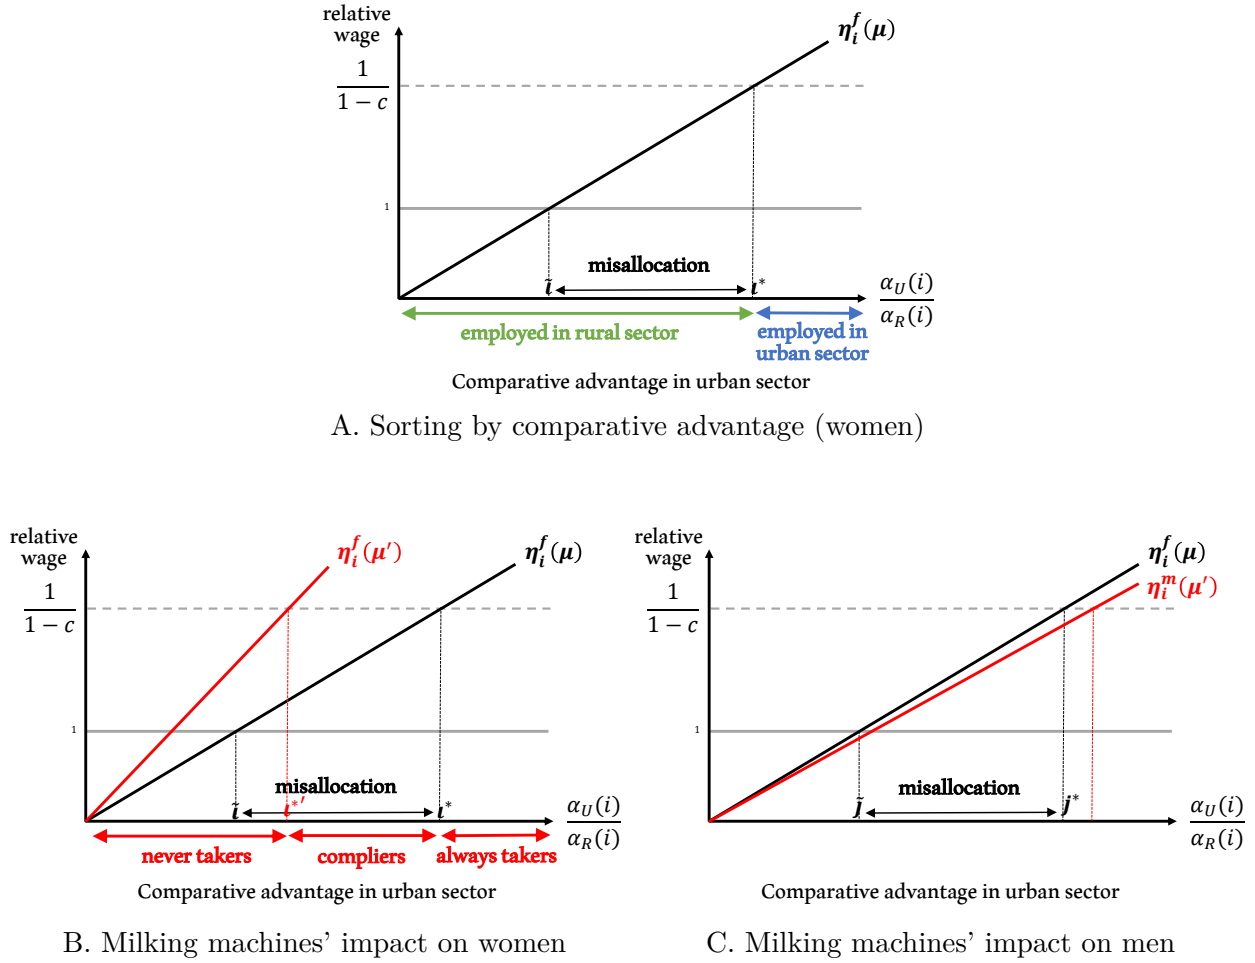 relative
wage
η_i^f(μ)
1
1 − c
1
misallocation
ĩ
i*
α_U(i)
α_R(i)
employed in rural sector
employed in
urban sector
Comparative advantage in urban sector
A. Sorting by comparative advantage (women)
relative
wage
η_i^f(μ′)
η_i^f(μ)
1
1 − c
1
misallocation
ĩ
i*′
i*
α_U(i)
α_R(i)
never takers
compliers
always takers
Comparative advantage in urban sector
B. Milking machines’ impact on women
relative
wage
η_i^f(μ)
η_i^m(μ′)
1
1 − c
1
misallocation
j̃
j*
α_U(i)
α_R(i)
Comparative advantage in urban sector
C. Milking machines’ impact on men